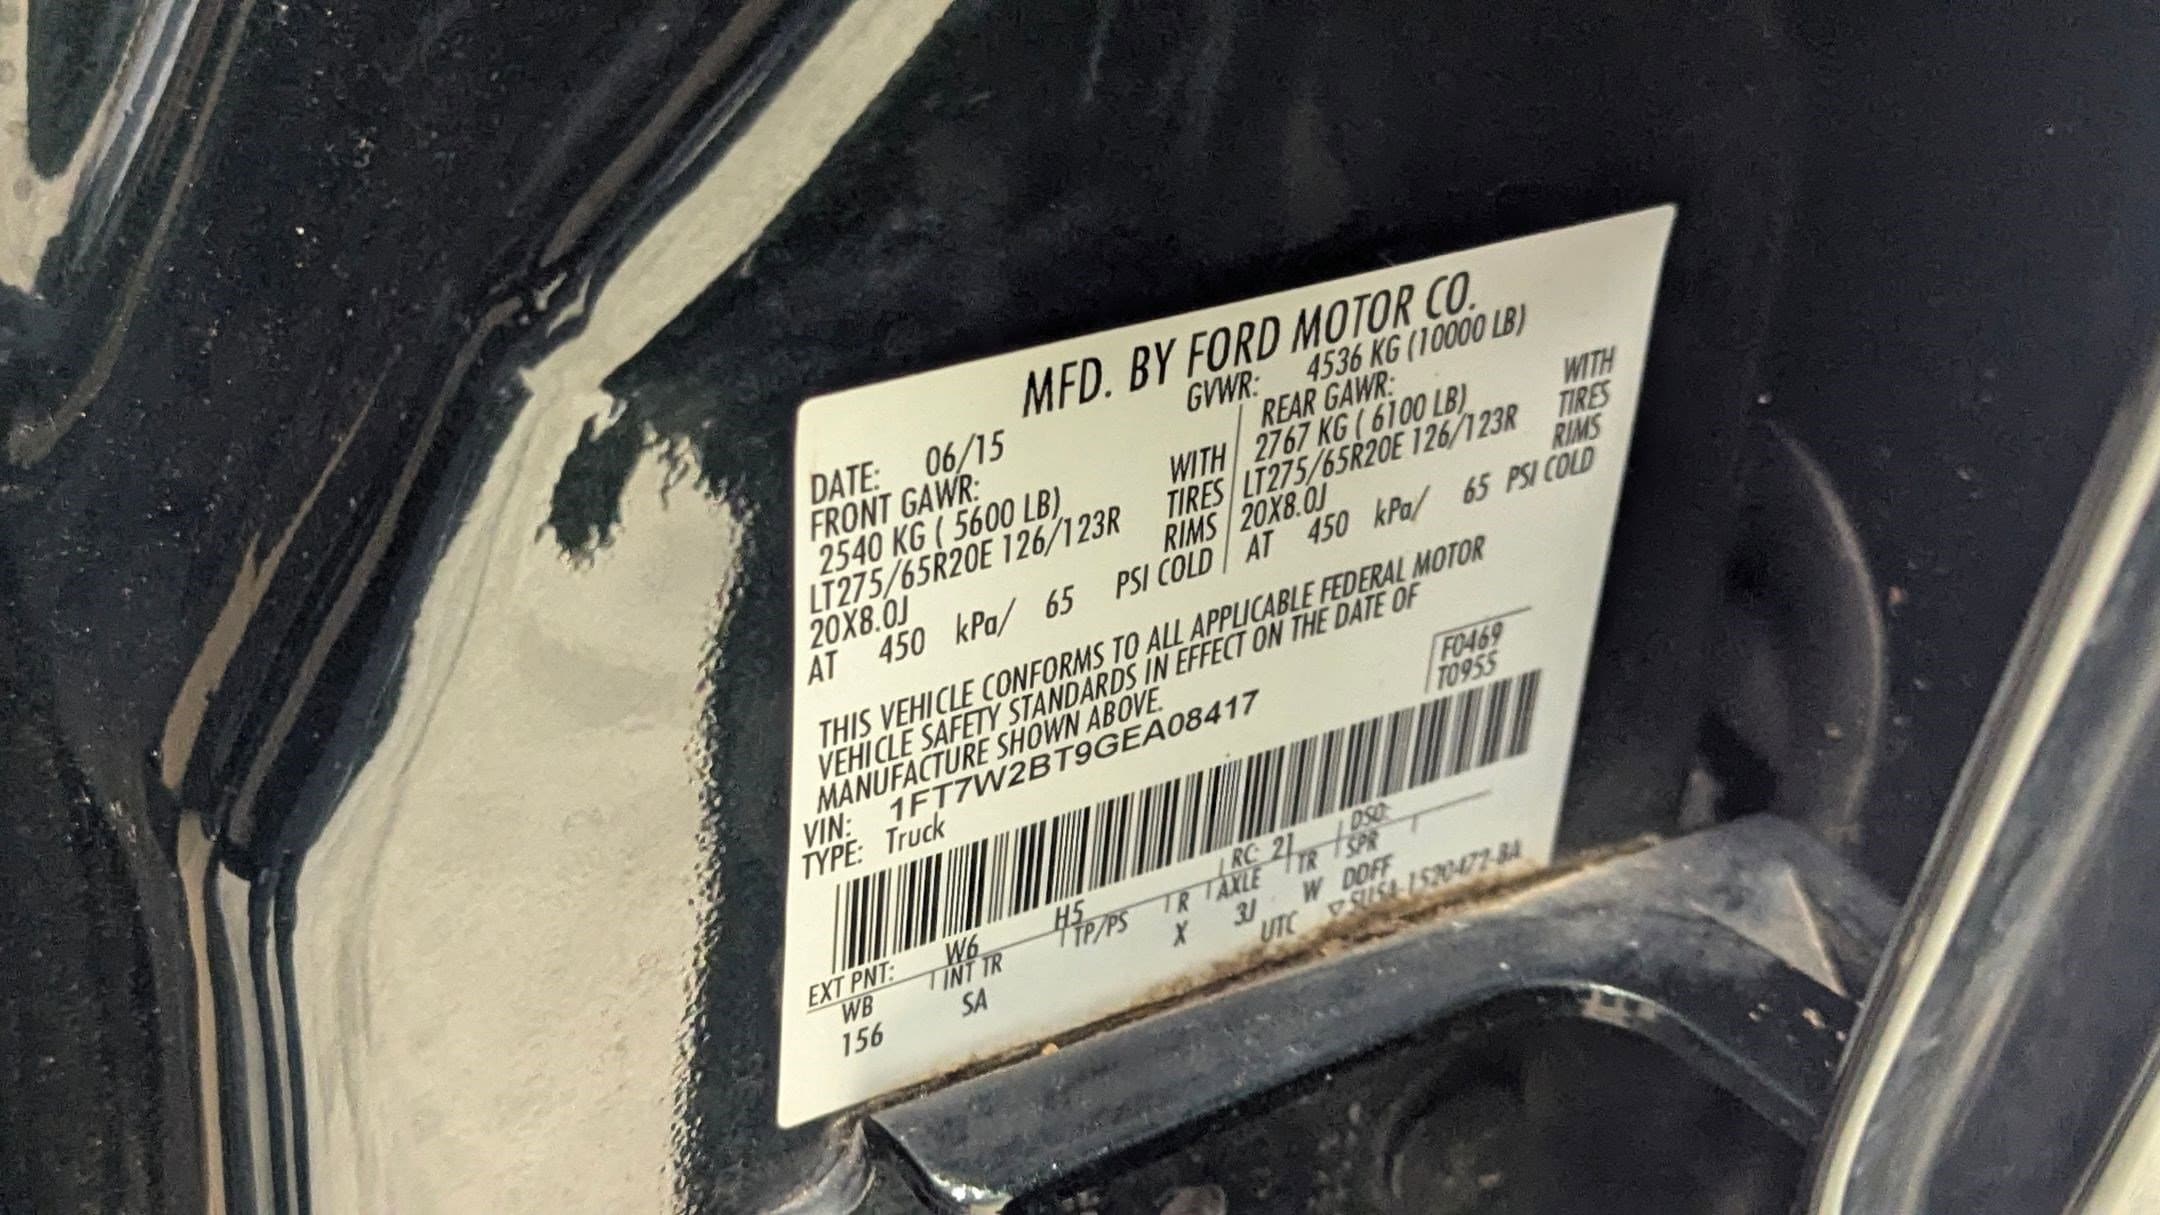 MFD. BY FORD MOTOR CO.
DATE: 06/15 GVWR: 4536 KG (10000 LB)
FRONT GAWR: REAR GAWR:
2540 KG ( 5600 LB) WITH 2767 KG ( 6100 LB) WITH
LT275/65R20E 126/123R TIRES LT275/65R20E 126/123R TIRES
20X8.0J RIMS 20X8.0J RIMS
AT 450 kPa/ 65 PSI COLD AT 450 kPa/ 65 PSI COLD
THIS VEHICLE CONFORMS TO ALL APPLICABLE FEDERAL MOTOR
VEHICLE SAFETY STANDARDS IN EFFECT ON THE DATE OF
MANUFACTURE SHOWN ABOVE.
F0469
T0955
VIN: 1FT7W2BT9GEA08417
TYPE: Truck
EXT PNT: W6 H5 RC: 21 DSO:
WB INT TR TP/PS R AXLE TR SPR
156 SA X 3J W DDFF
UTC